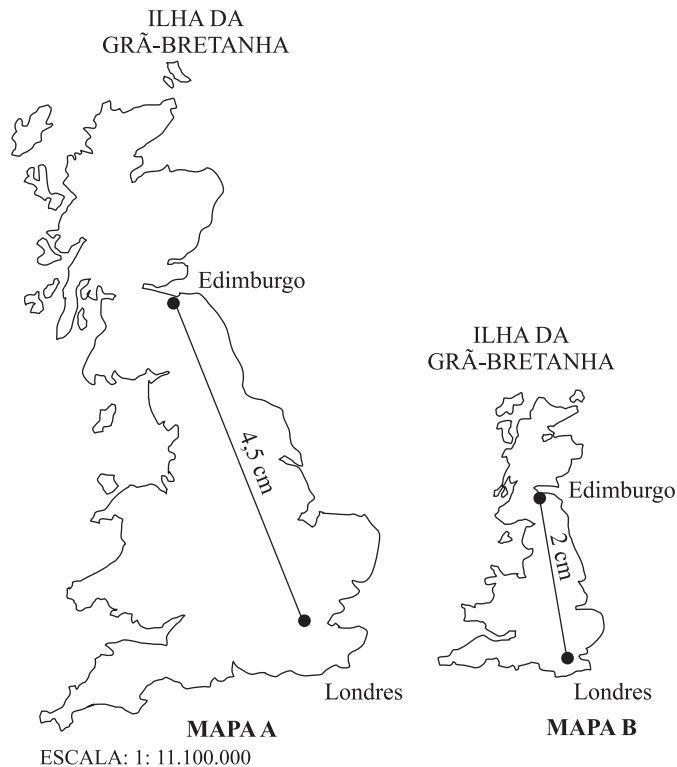 ILHA DA
GRÃ-BRETANHA
Edimburgo
4,5 cm
Londres
MAPA A
ESCALA: 1: 11.100.000
ILHA DA
GRÃ-BRETANHA
Edimburgo
2 cm
Londres
MAPA B